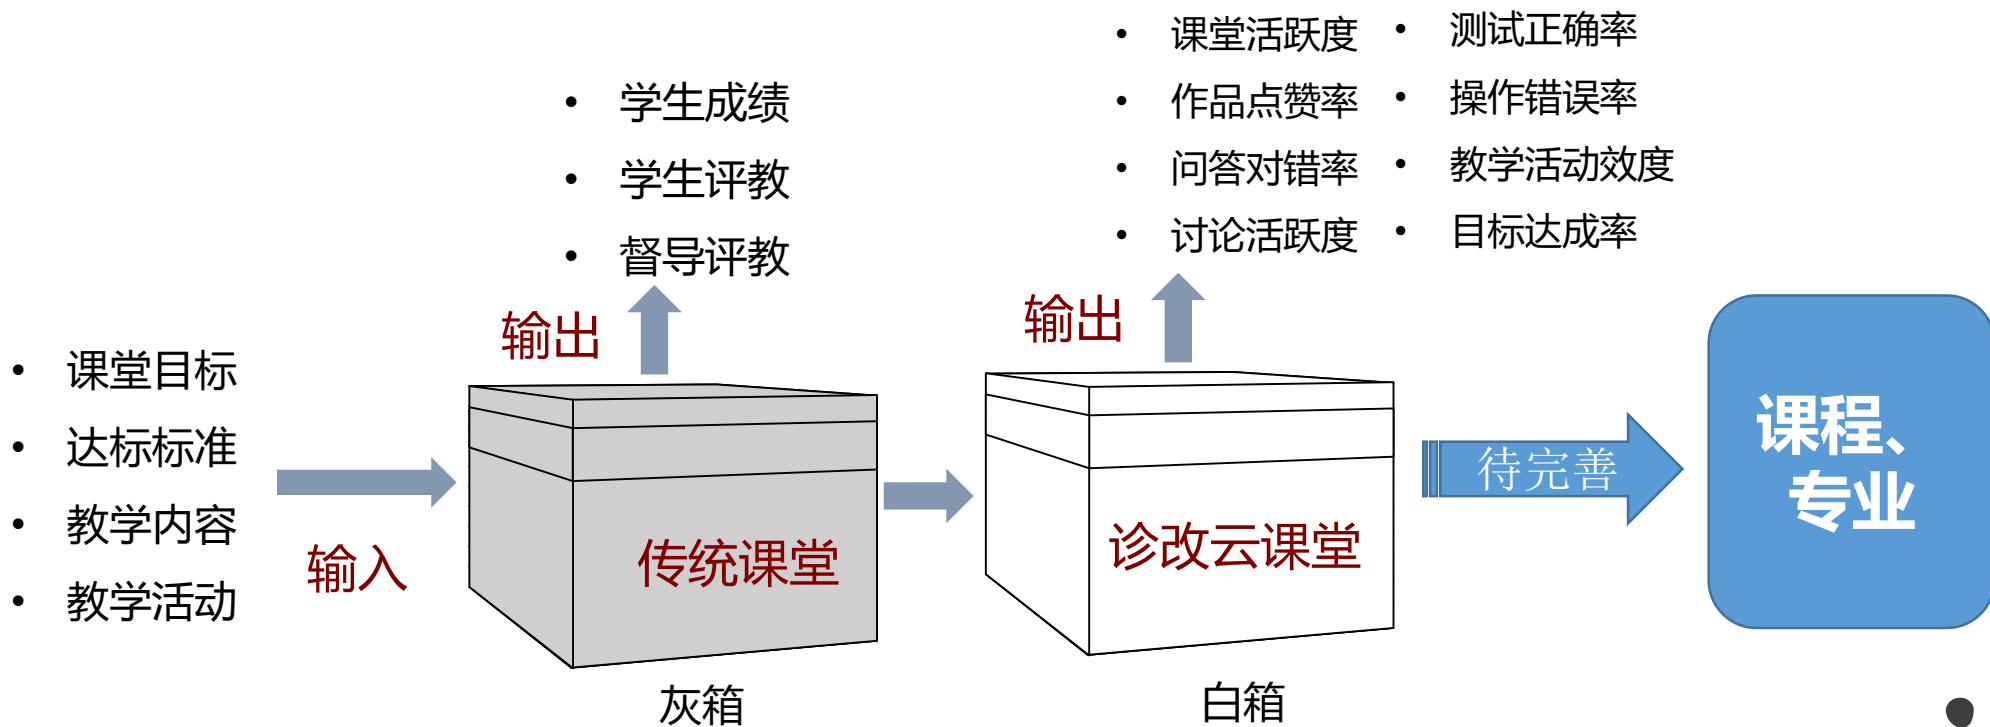 • 课堂目标
• 达标标准
• 教学内容
• 教学活动
输入
• 学生成绩
• 学生评教
• 督导评教
输出
传统课堂
灰箱
• 课堂活跃度
• 作品点赞率
• 问答对错率
• 讨论活跃度
• 测试正确率
• 操作错误率
• 教学活动效度
• 目标达成率
输出
诊改云课堂
白箱
待完善
课程、
专业